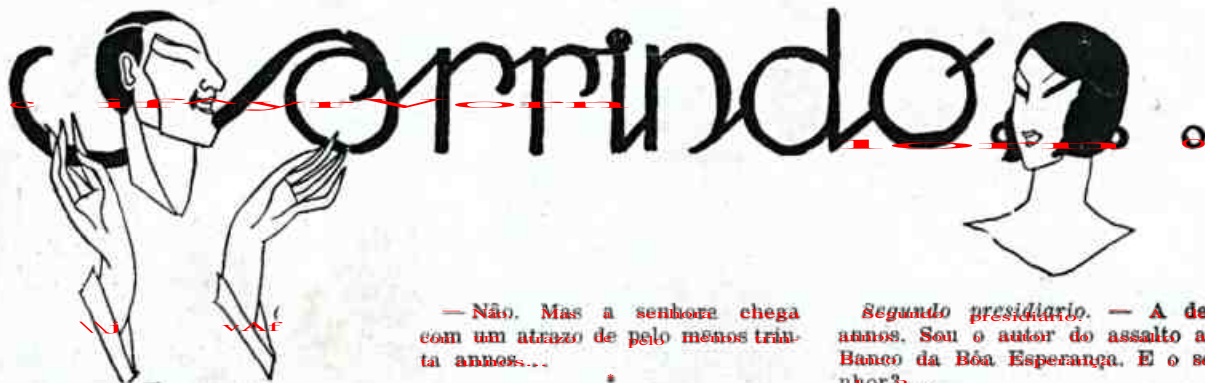 Sorrindo...
— Não. Mas a senhora chega
com um atrazo de pelo menos trin-
ta annos...
*
Segundo presidiario. — A de
annos. Sou o autor do assalto a
Banco da Bôa Esperança. E o se
nhor?